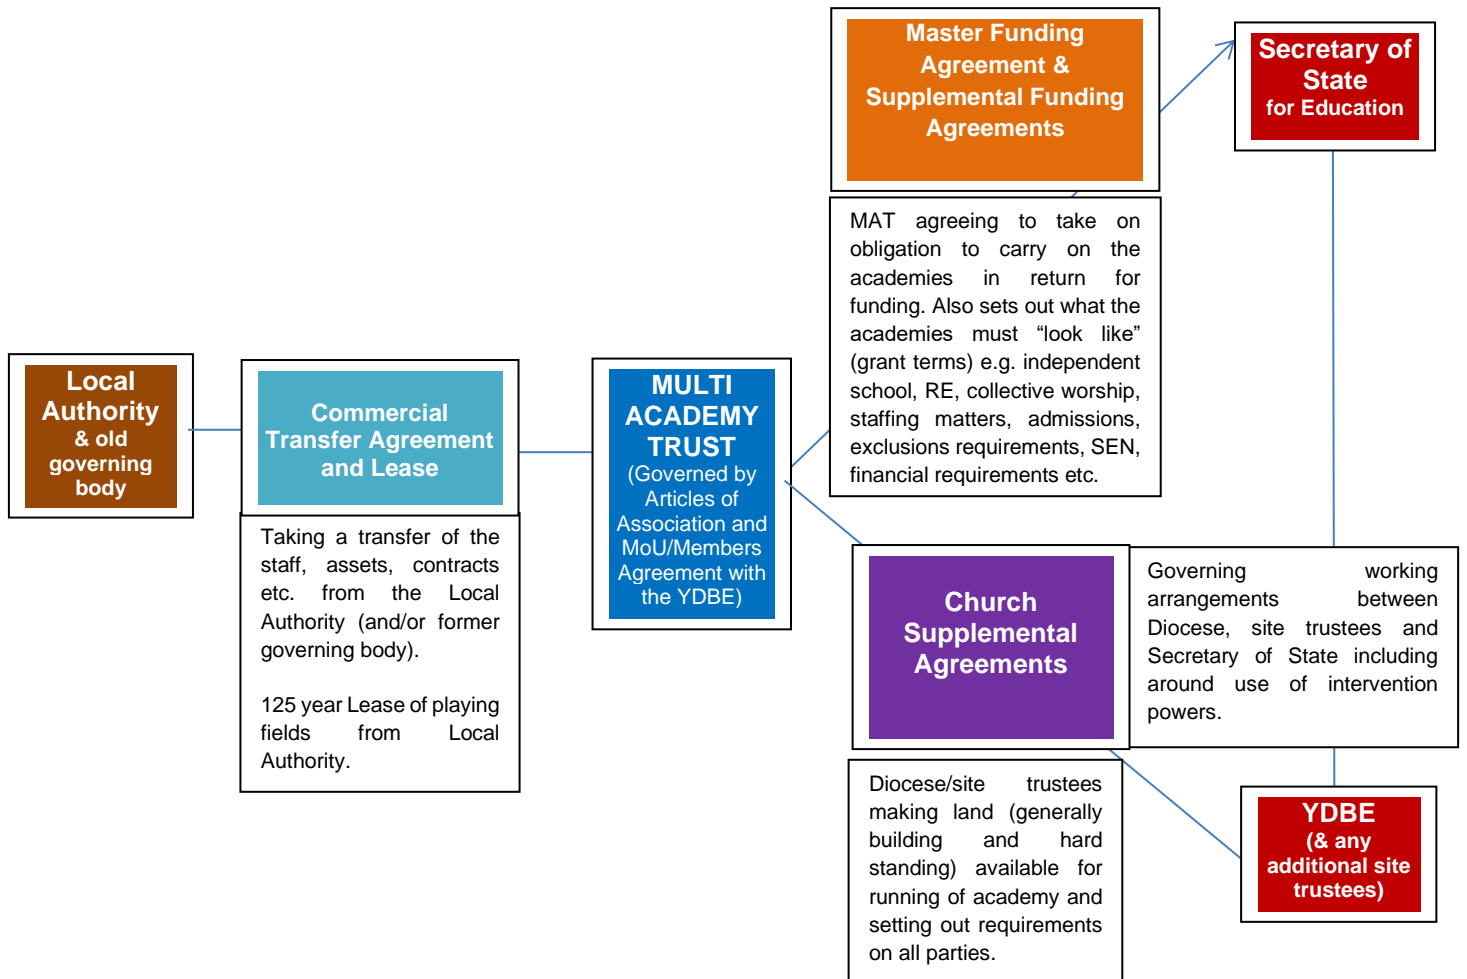 Local
Authority
& old
governing
body
Commercial
Transfer Agreement
and Lease
Taking a transfer of the
staff, assets, contracts
etc. from the Local
Authority (and/or former
governing body).
125 year Lease of playing
fields from Local
Authority.
MULTI
ACADEMY
TRUST
(Governed by
Articles of
Association and
MoU/Members
Agreement with
the YDBE)
Master Funding
Agreement &
Supplemental Funding
Agreements
MAT agreeing to take on
obligation to carry on the
academies in return for
funding. Also sets out what the
academies must “look like”
(grant terms) e.g. independent
school, RE, collective worship,
staffing matters, admissions,
exclusions requirements, SEN,
financial requirements etc.
Secretary of
State
for Education
Church
Supplemental
Agreements
Governing working
arrangements between
Diocese, site trustees and
Secretary of State including
around use of intervention
powers.
Diocese/site trustees
making land (generally
building and hard
standing) available for
running of academy and
setting out requirements
on all parties.
YDBE
(& any
additional site
trustees)